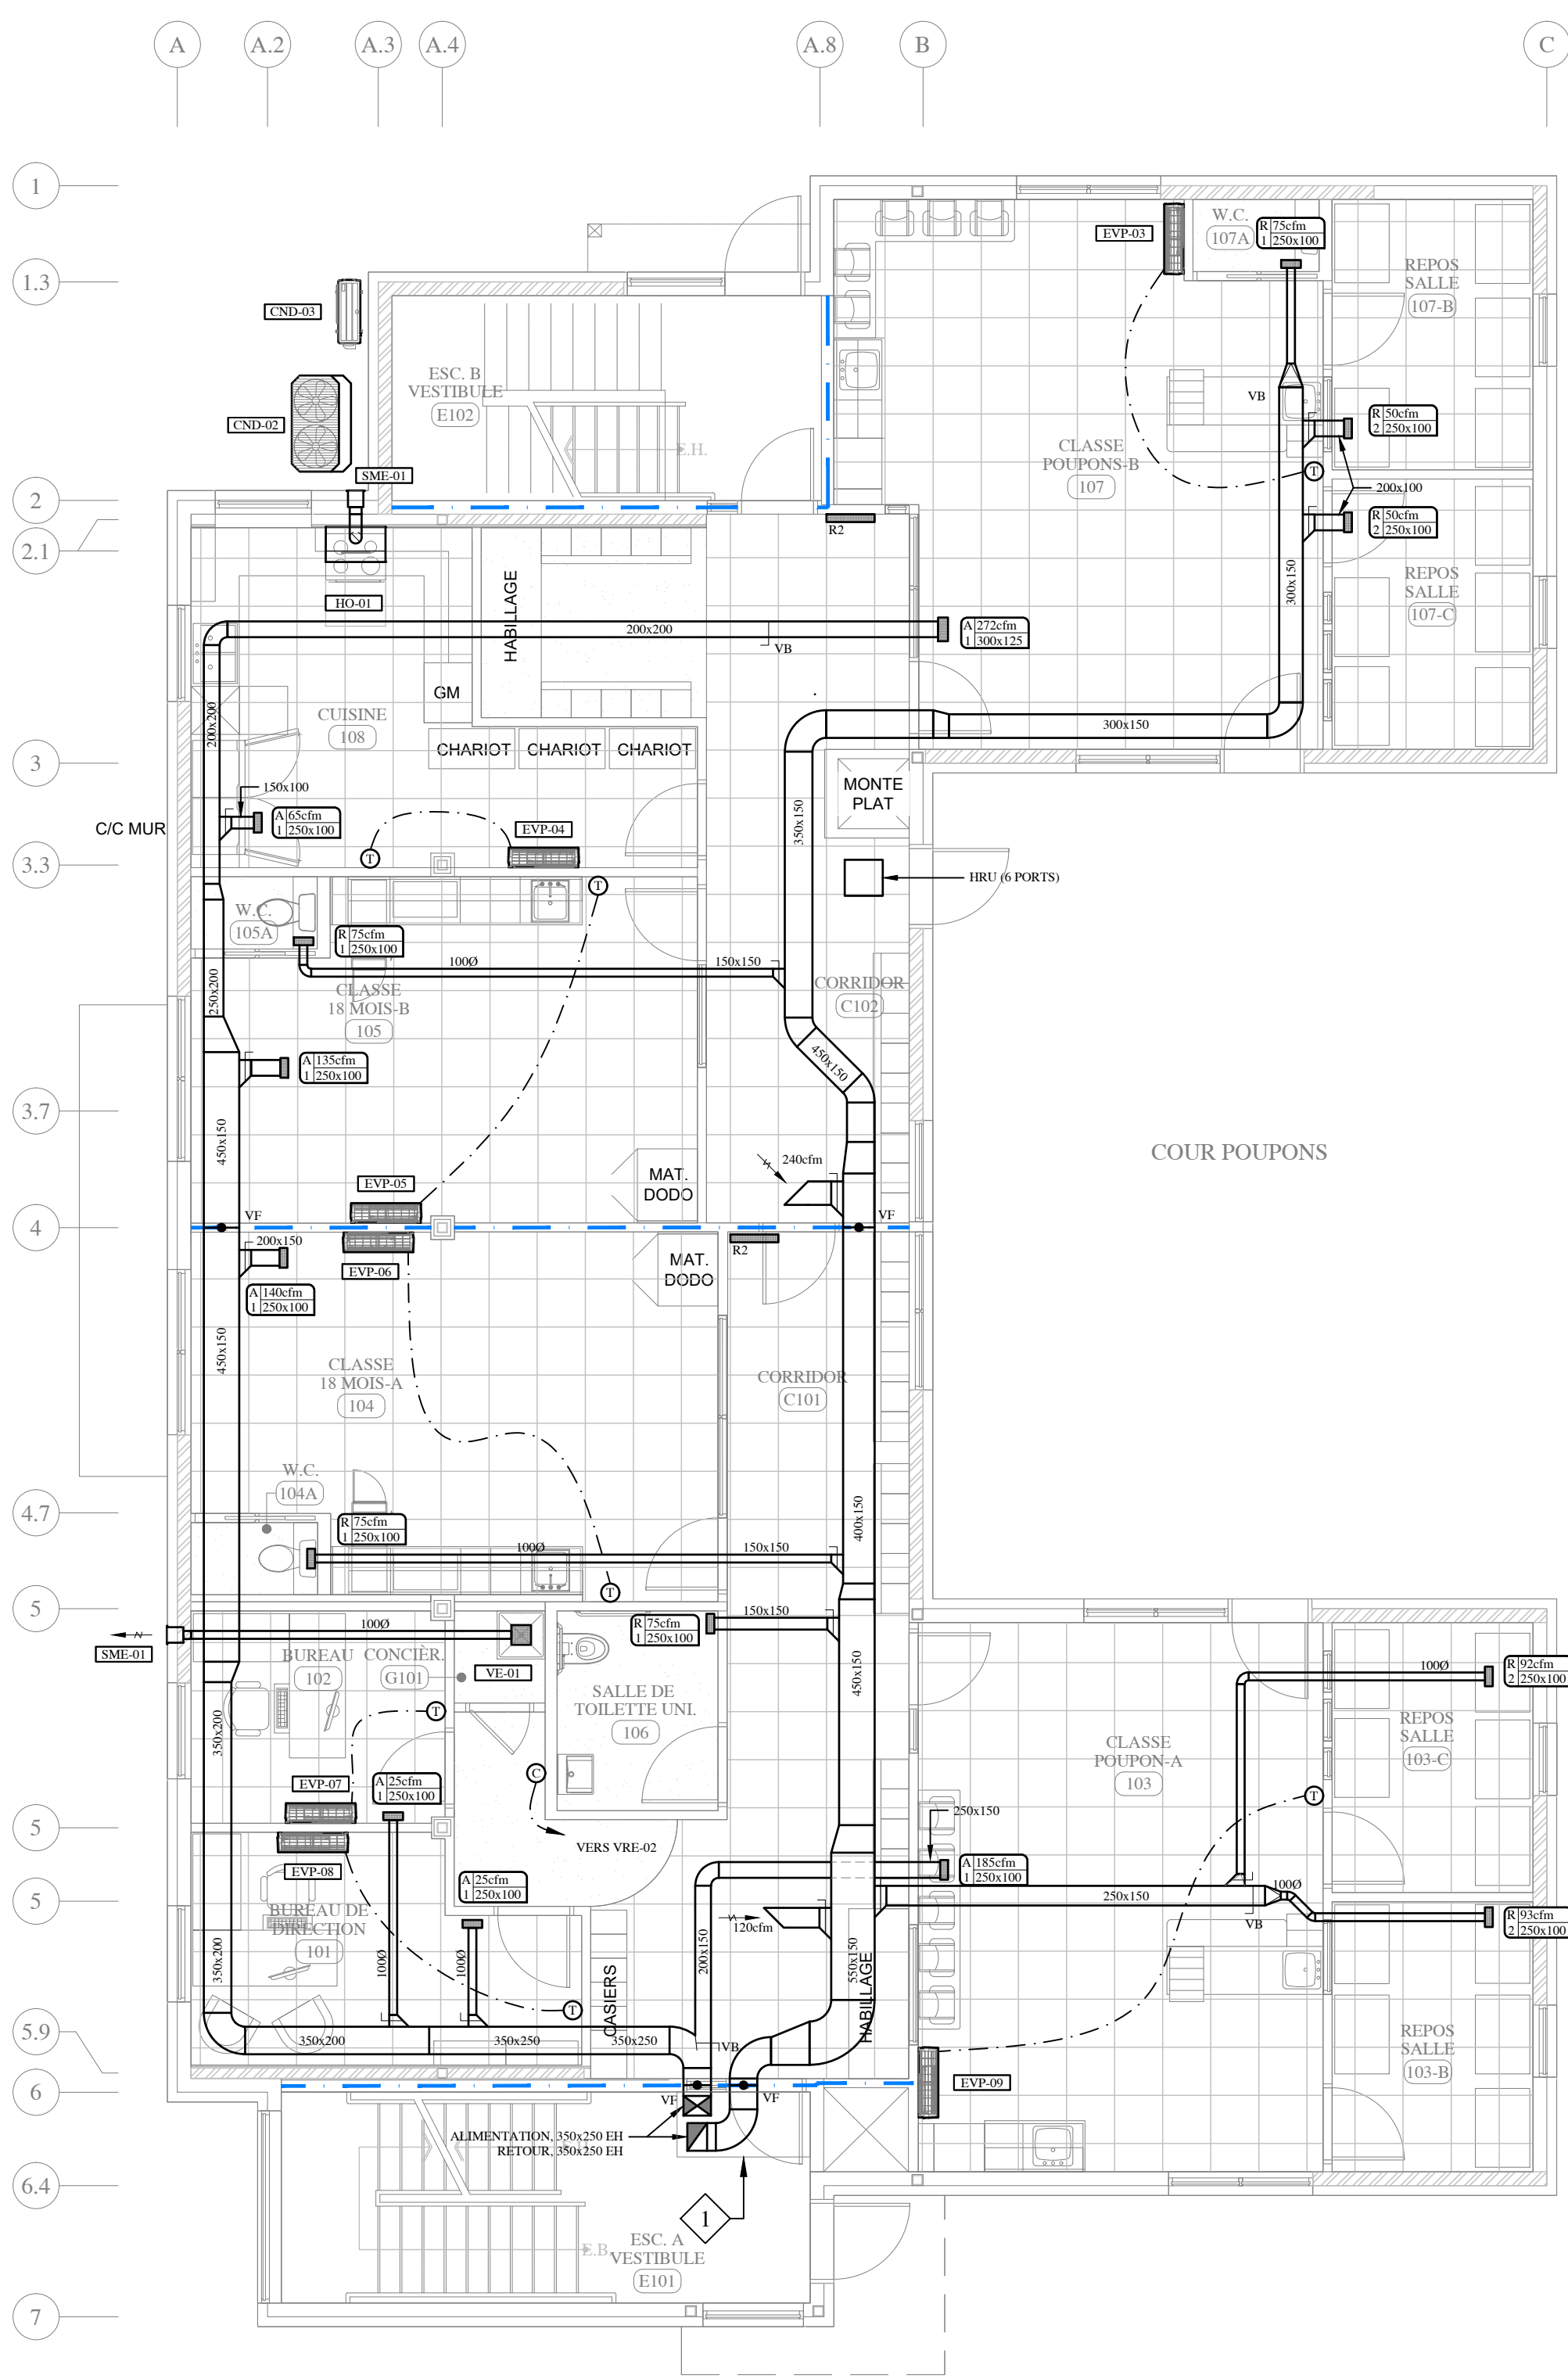 A
A.2
A.3
A.4
A.8
B
C
1
1.3
2
2.1
3
3.3
3.7
4
4.7
5
5
5
5.9
6
6.4
7
EVP-03
W.C.
107A
R 75cfm
1 250x100
REPOS
SALLE
107-B
CND-03
CND-02
SME-01
ESC. B
VESTIBULE
E102
E.H.
VB
R 50cfm
2 250x100
CLASSE
POUPONS-B
107
T
200x100
R 50cfm
2 250x100
R2
REPOS
SALLE
107-C
300x150
HO-01
HABILLAGE
200x200
VB
A 272cfm
1 300x125
GM
CUISINE
108
200x200
CHARIOT
CHARIOT
CHARIOT
300x150
150x100
A 65cfm
1 250x100
C/C MUR
EVP-04
T
MONTE
PLAT
350x150
HRU (6 PORTS)
T
W.C.
105A
R 75cfm
1 250x100
100Ø
150x150
CLASSE
18 MOIS-B
105
250x200
CORRIDOR
C102
450x150
A 135cfm
1 250x100
450x150
COUR POUPONS
240cfm
MAT.
DODO
EVP-05
VF
VF
200x150
EVP-06
R2
MAT.
DODO
A 140cfm
1 250x100
450x150
CLASSE
18 MOIS-A
104
CORRIDOR
C101
W.C.
104A
R 75cfm
1 250x100
100Ø
150x150
400x150
T
100Ø
SME-01
BUREAU
102
CONCIÈR.
G101
VE-01
R 75cfm
1 250x100
150x150
450x150
SALLE DE
TOILETTE UNI.
106
100Ø
R 92cfm
2 250x100
REPOS
SALLE
103-C
CLASSE
POUPON-A
103
T
T
350x200
EVP-07
A 25cfm
1 250x100
C
VERS VRE-02
250x150
EVP-08
A 25cfm
1 250x100
A 185cfm
1 250x100
250x150
100Ø
VB
R 93cfm
2 250x100
BUREAU DE
DIRECTION
101
120cfm
350x200
100Ø
100Ø
200x150
550x150
HABILLAGE
CASIERS
T
350x200
350x250
350x250
VB
REPOS
SALLE
103-B
EVP-09
VF
VF
ALIMENTATION, 350x250 EH
RETOUR, 350x250 EH
1
E.B.
ESC. A
VESTIBULE
E101